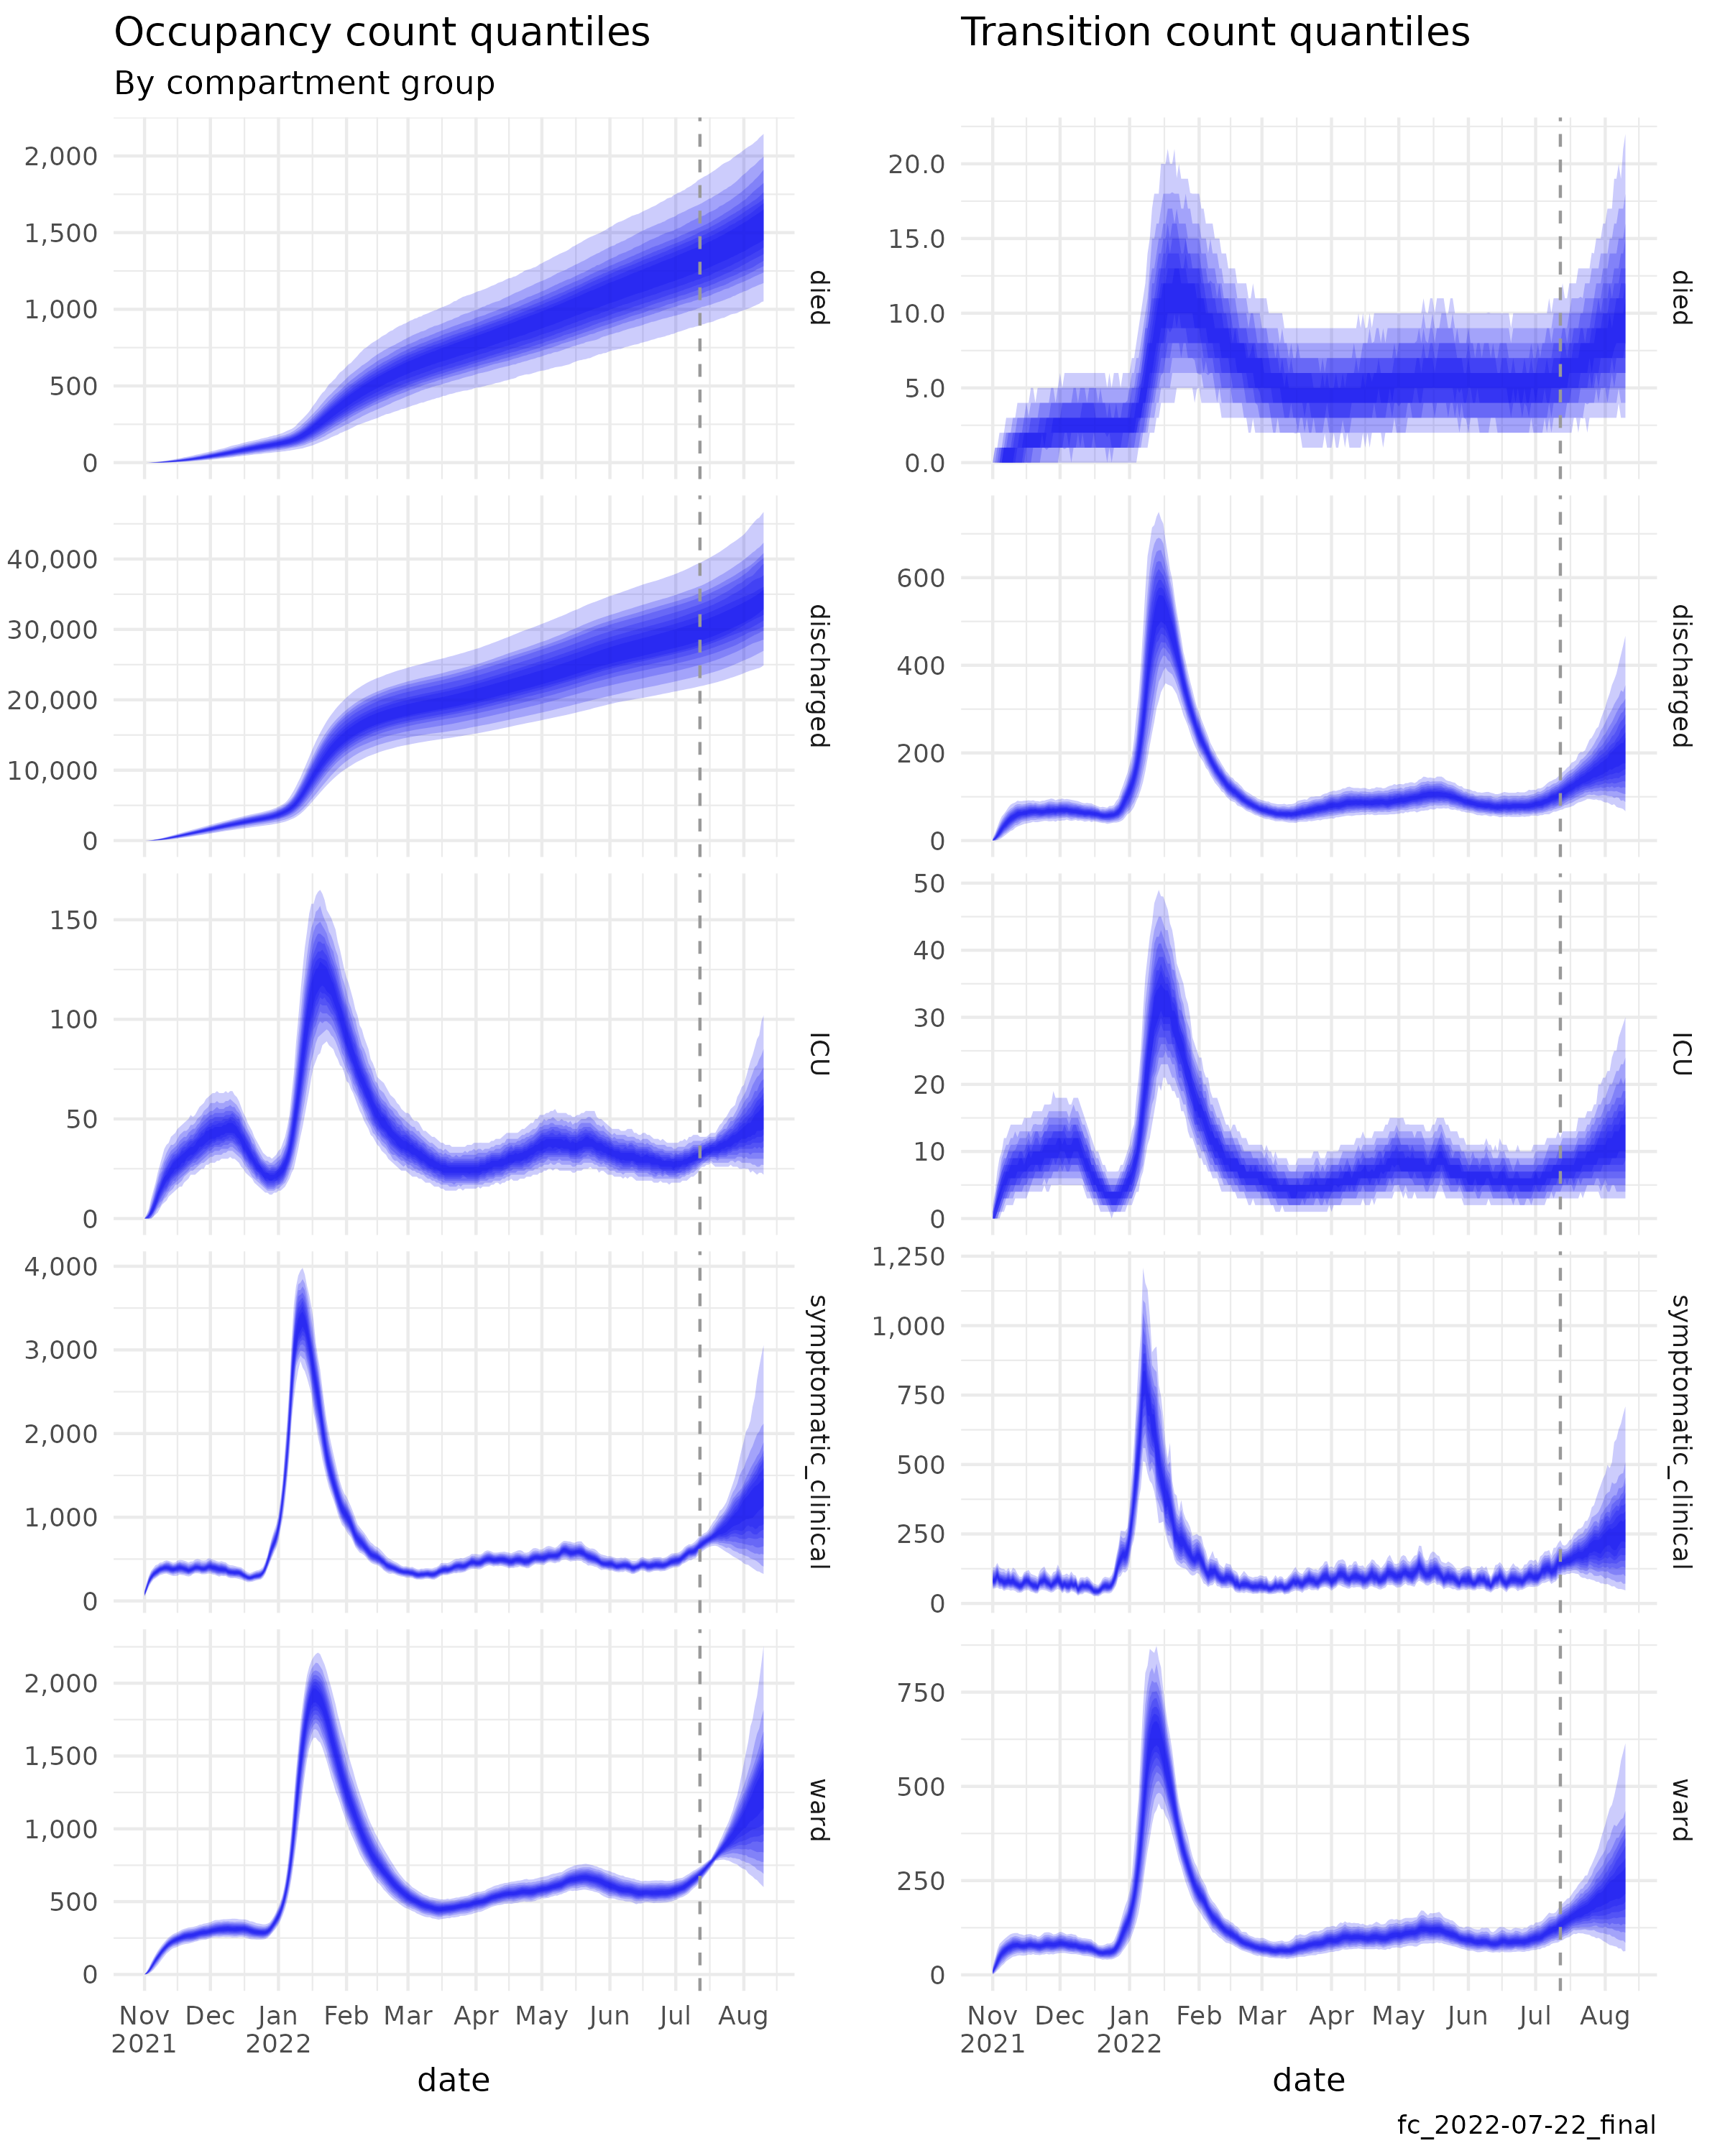 Occupancy count quantiles
By compartment group
2,000
1,500
1,000
500
0
died
40,000
30,000
20,000
10,000
0
discharged
150
100
50
0
ICU
4,000
3,000
2,000
1,000
0
symptomatic_clinical
2,000
1,500
1,000
500
0
ward
Nov Dec Jan Feb Mar Apr May Jun Jul Aug
2021 2022
date
Transition count quantiles
20.0
15.0
10.0
5.0
0.0
died
600
400
200
0
discharged
50
40
30
20
10
0
ICU
1,250
1,000
750
500
250
0
symptomatic_clinical
750
500
250
0
ward
Nov Dec Jan Feb Mar Apr May Jun Jul Aug
2021 2022
date
fc_2022-07-22_final